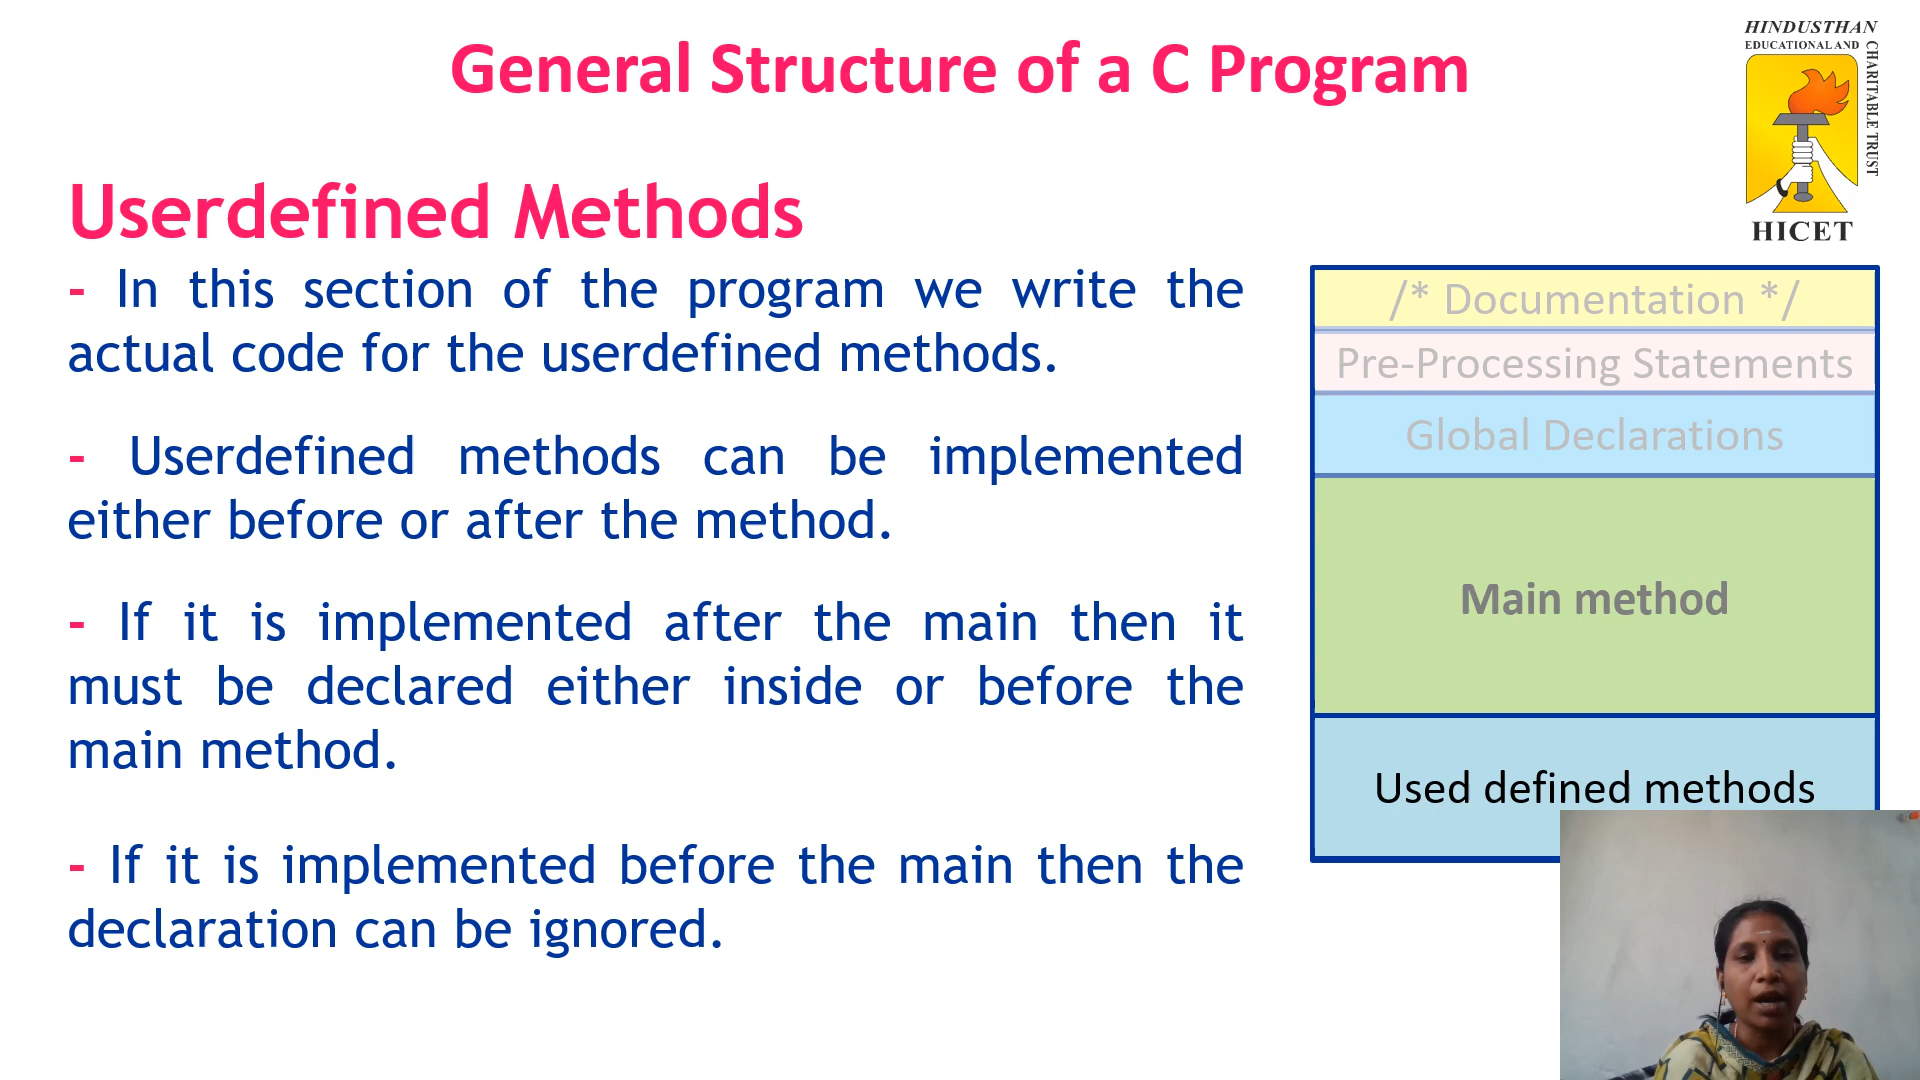 General Structure of a C Program
HINDUSTHAN
EDUCATIONAL AND
CHARITABLE TRUST
HICET
Userdefined Methods
- In this section of the program we write the
actual code for the userdefined methods.
- Userdefined methods can be implemented
either before or after the method.
- If it is implemented after the main then it
must be declared either inside or before the
main method.
- If it is implemented before the main then the
declaration can be ignored.
/* Documentation */
Pre-Processing Statements
Global Declarations
Main method
Used defined methods